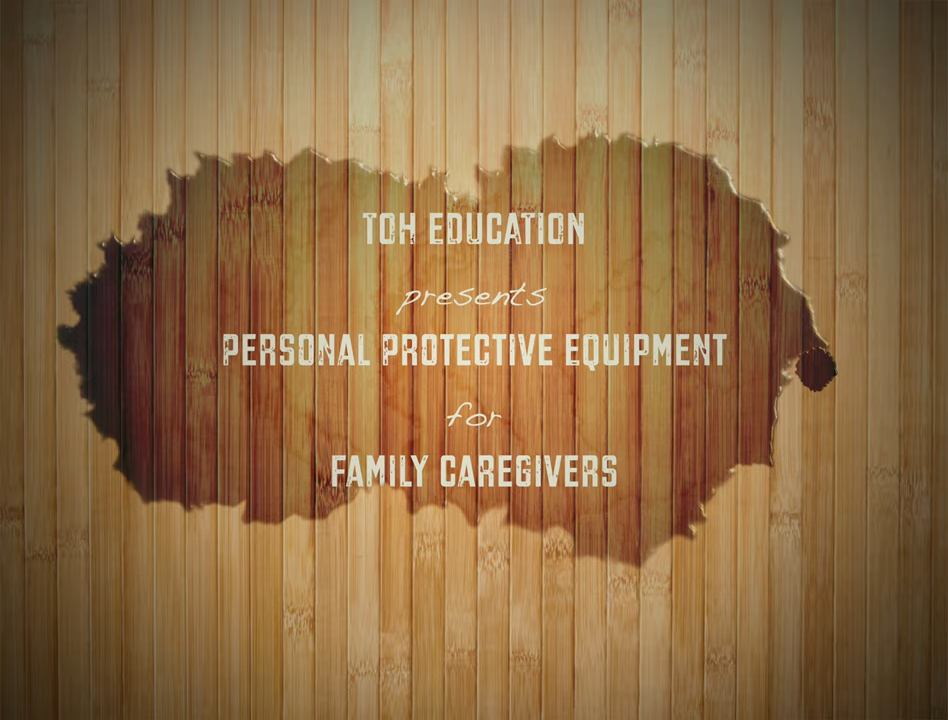 TOH EDUCATION
presents
PERSONAL PROTECTIVE EQUIPMENT
for
FAMILY CAREGIVERS